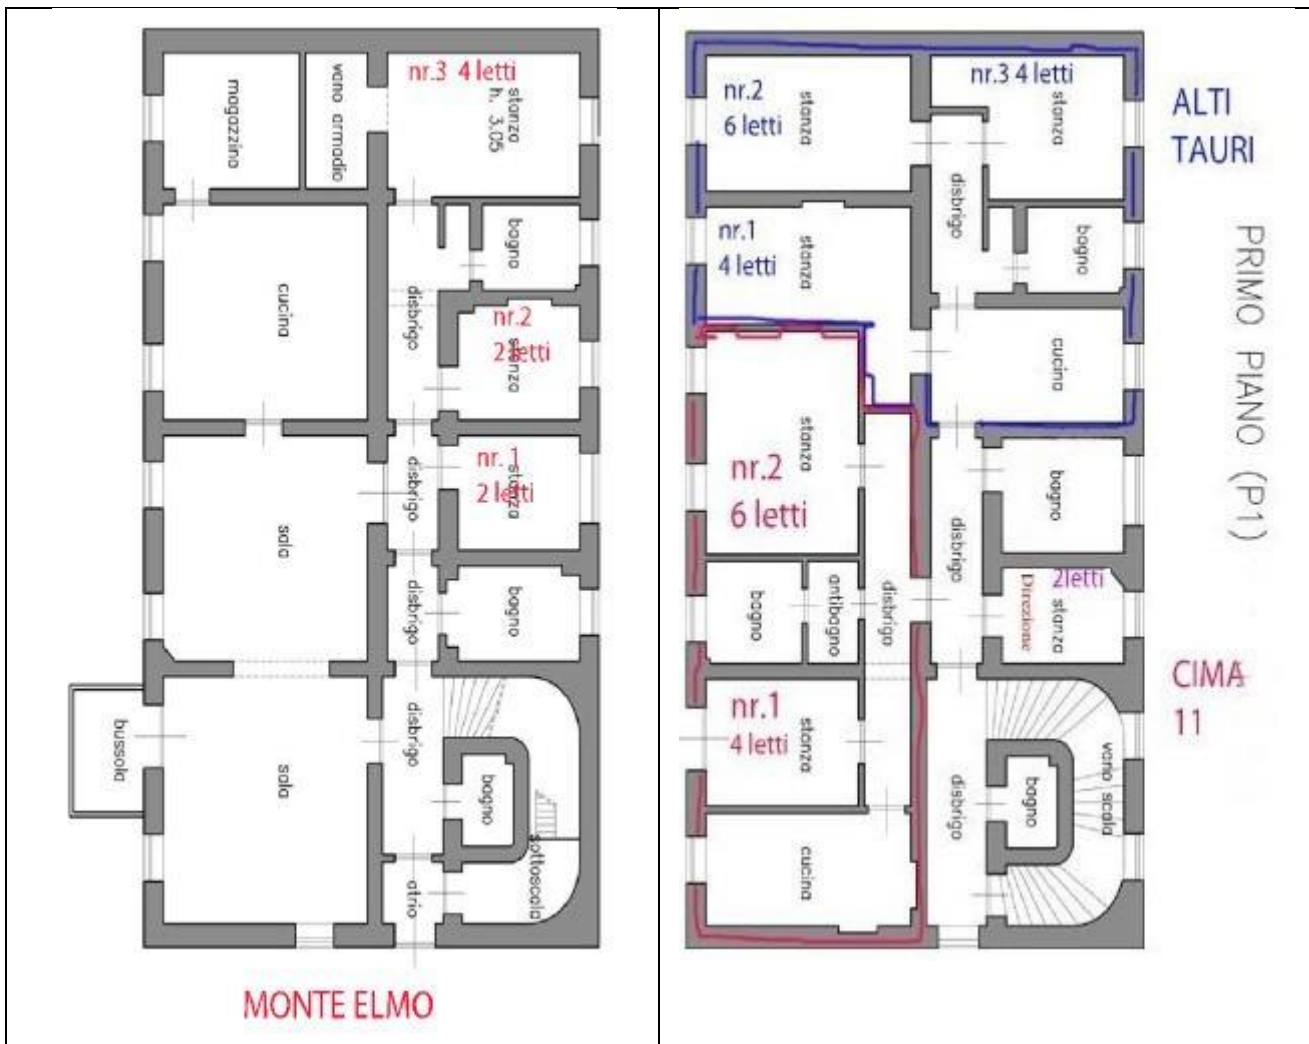 nr.3 4 letti
stanza
h. 3.05
vano armadio
magazzino
bagno
cucina
disbrigo
nr.2
2 letti
stanza
nr. 1
2 letti
stanza
disbrigo
sala
disbrigo
bagno
disbrigo
bussola
sala
bagno
sottoscala
atrio
MONTE ELMO
nr.2
6 letti
stanza
nr.3 4 letti
stanza
ALTI
TAURI
disbrigo
nr.1
4 letti
stanza
bagno
PRIMO PIANO (P1)
cucina
stanza
nr.2
6 letti
bagno
disbrigo
2letti
Direzione
stanza
bagno
antibagno
disbrigo
CIMA
11
nr.1
4 letti
stanza
vano scala
disbrigo
bagno
cucina